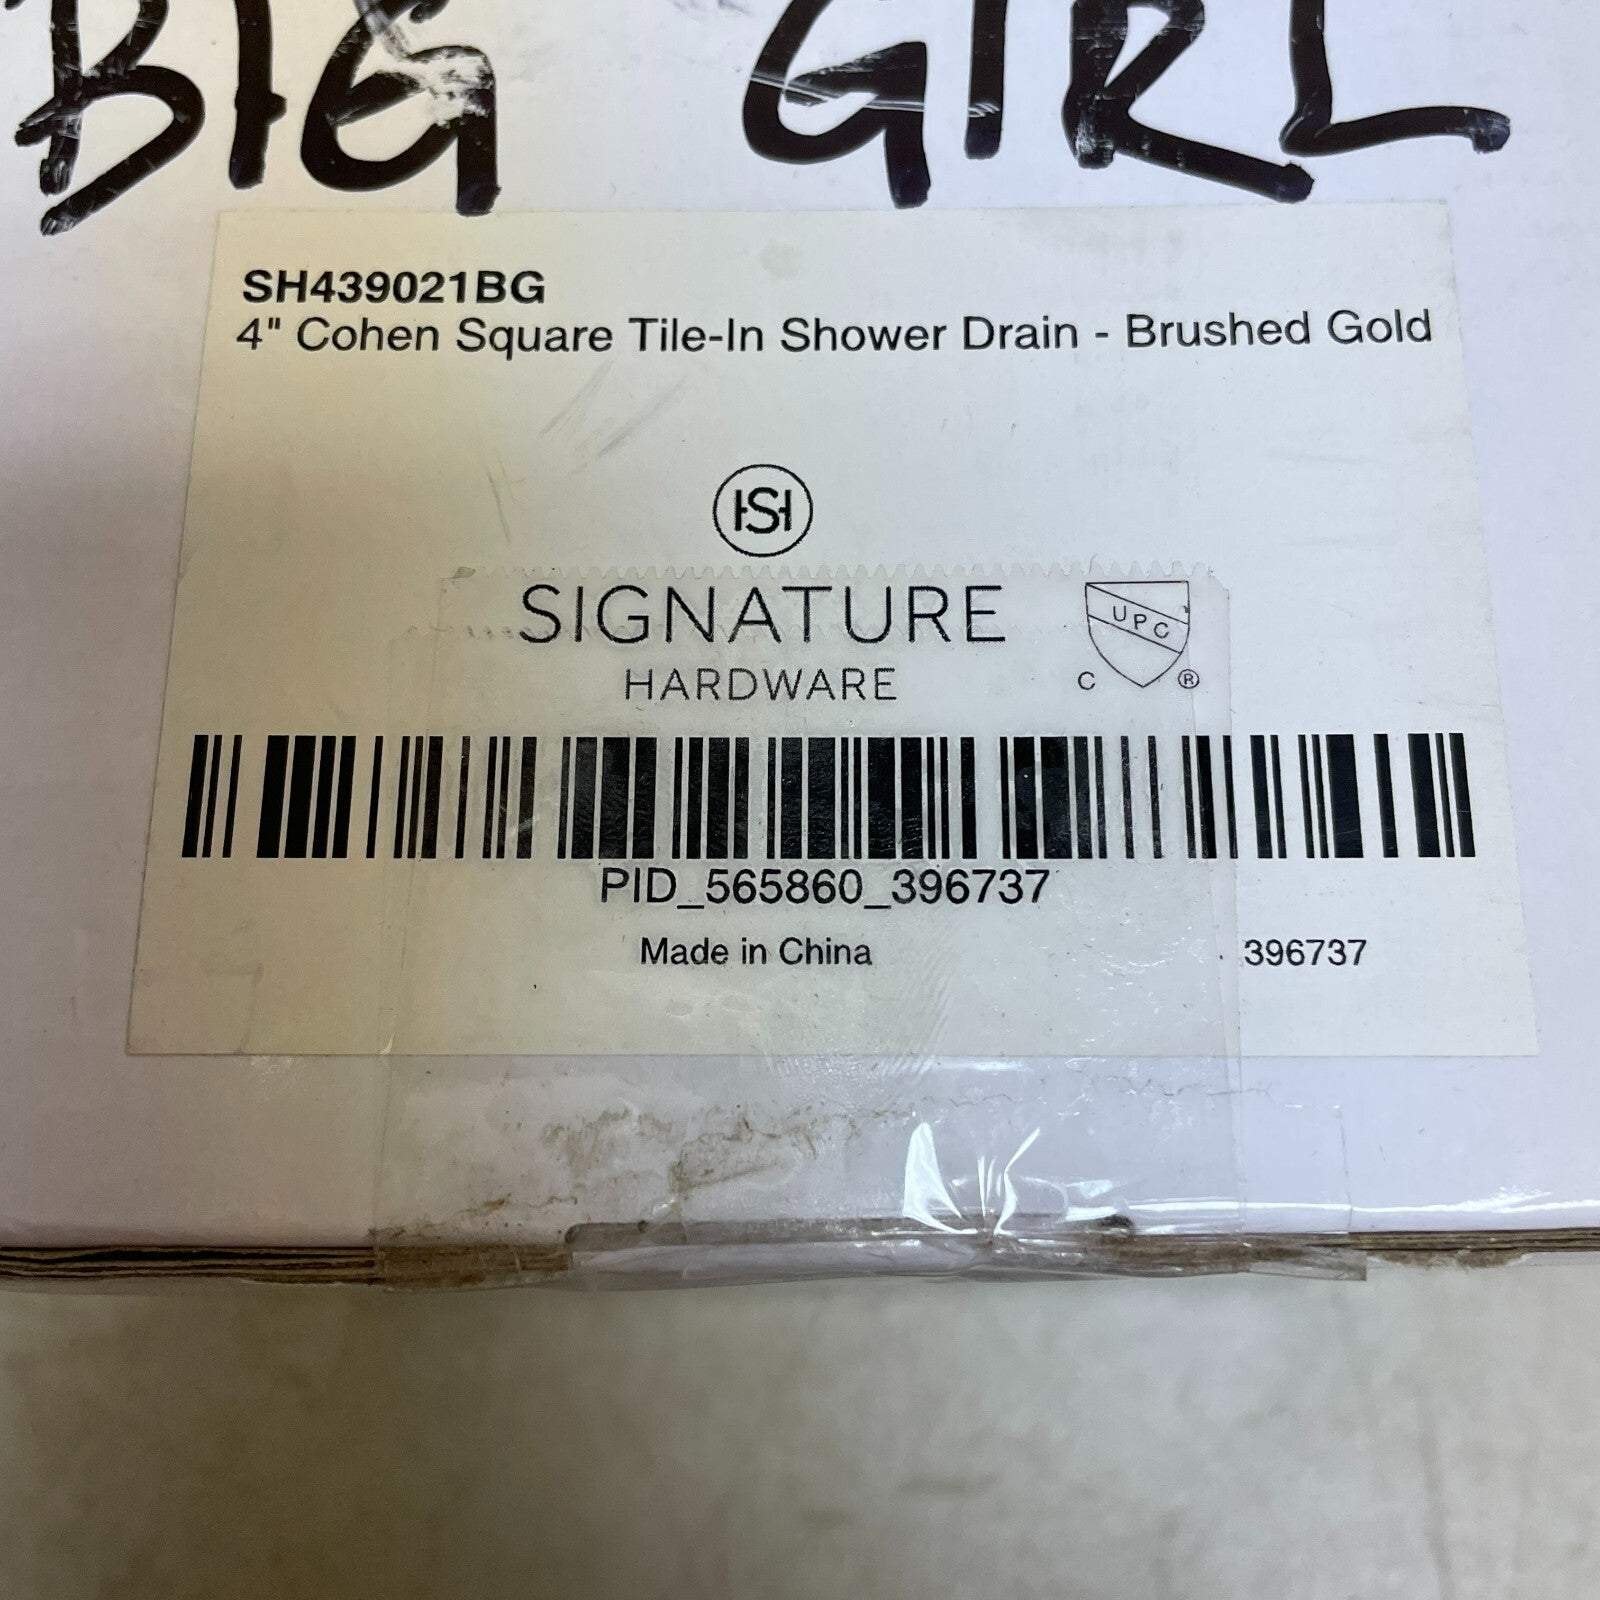 BIG GIRL
SH439021BG
4" Cohen Square Tile-In Shower Drain - Brushed Gold
HSH
SIGNATURE
HARDWARE
UPC
C ®
PID_565860_396737
Made in China
396737